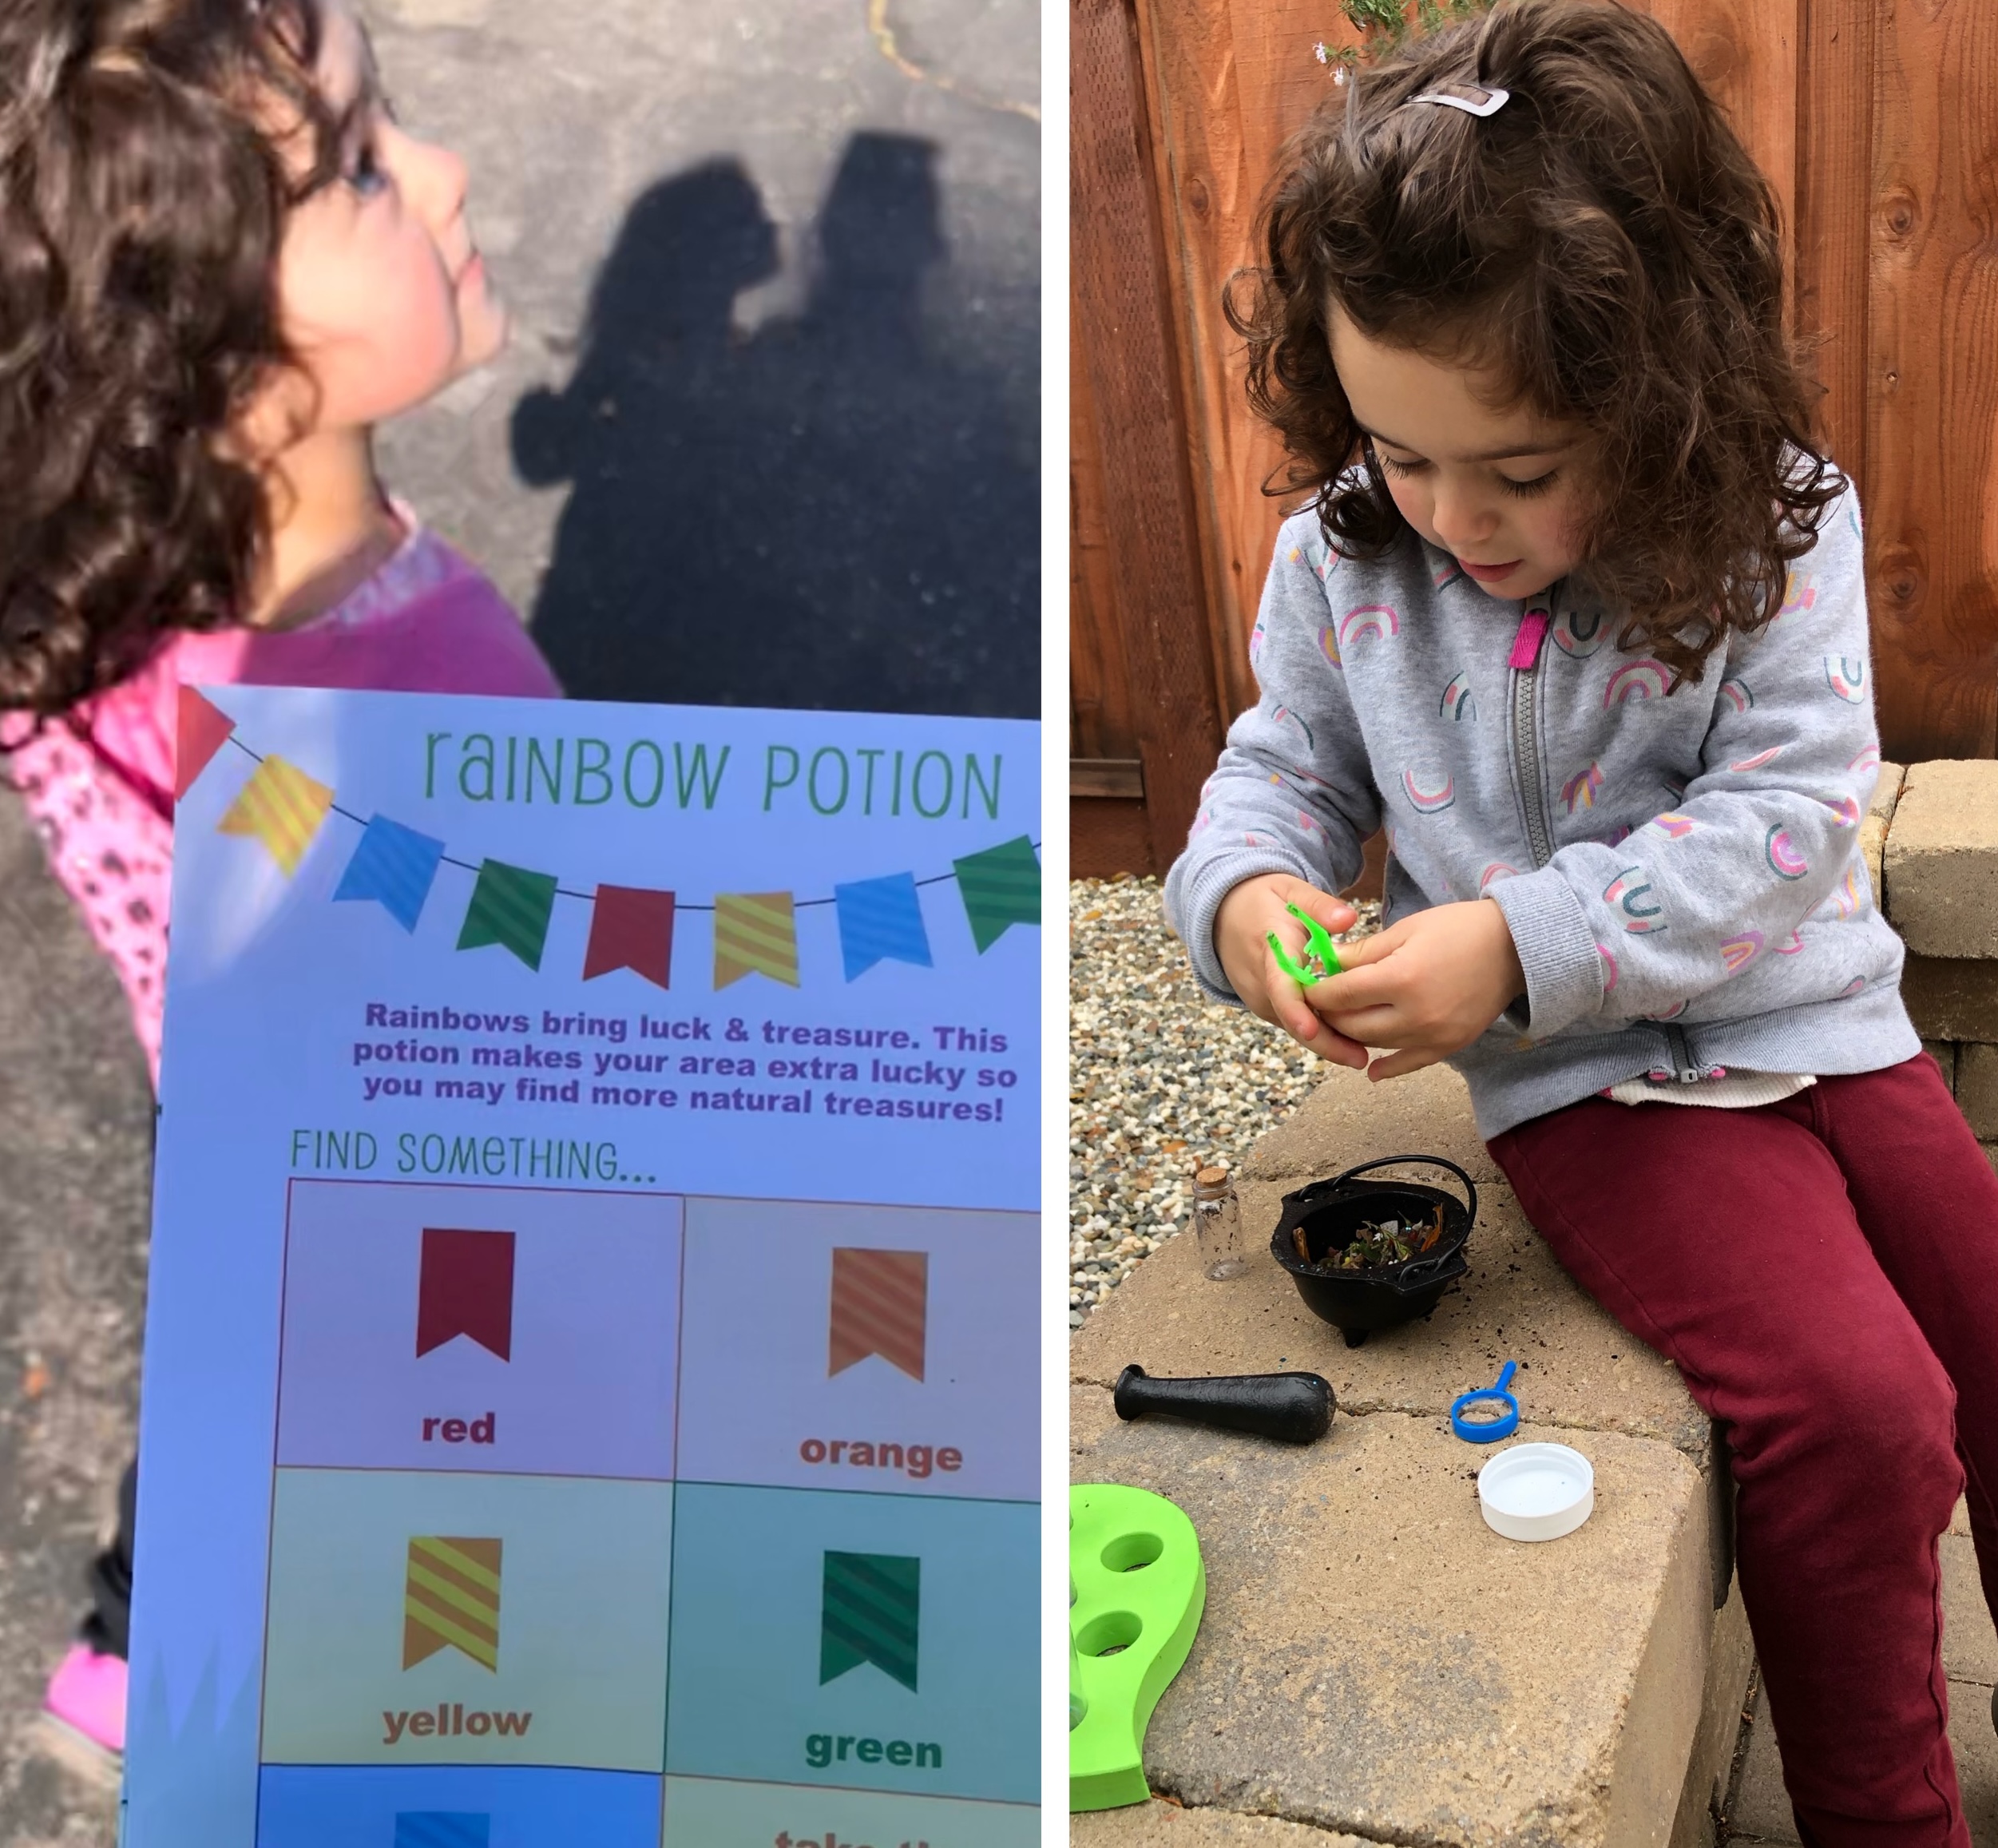 raINBOW POTION
Rainbows bring luck & treasure. This
potion makes your area extra lucky so
you may find more natural treasures!
FIND SOMeTHING...
red
orange
yellow
green